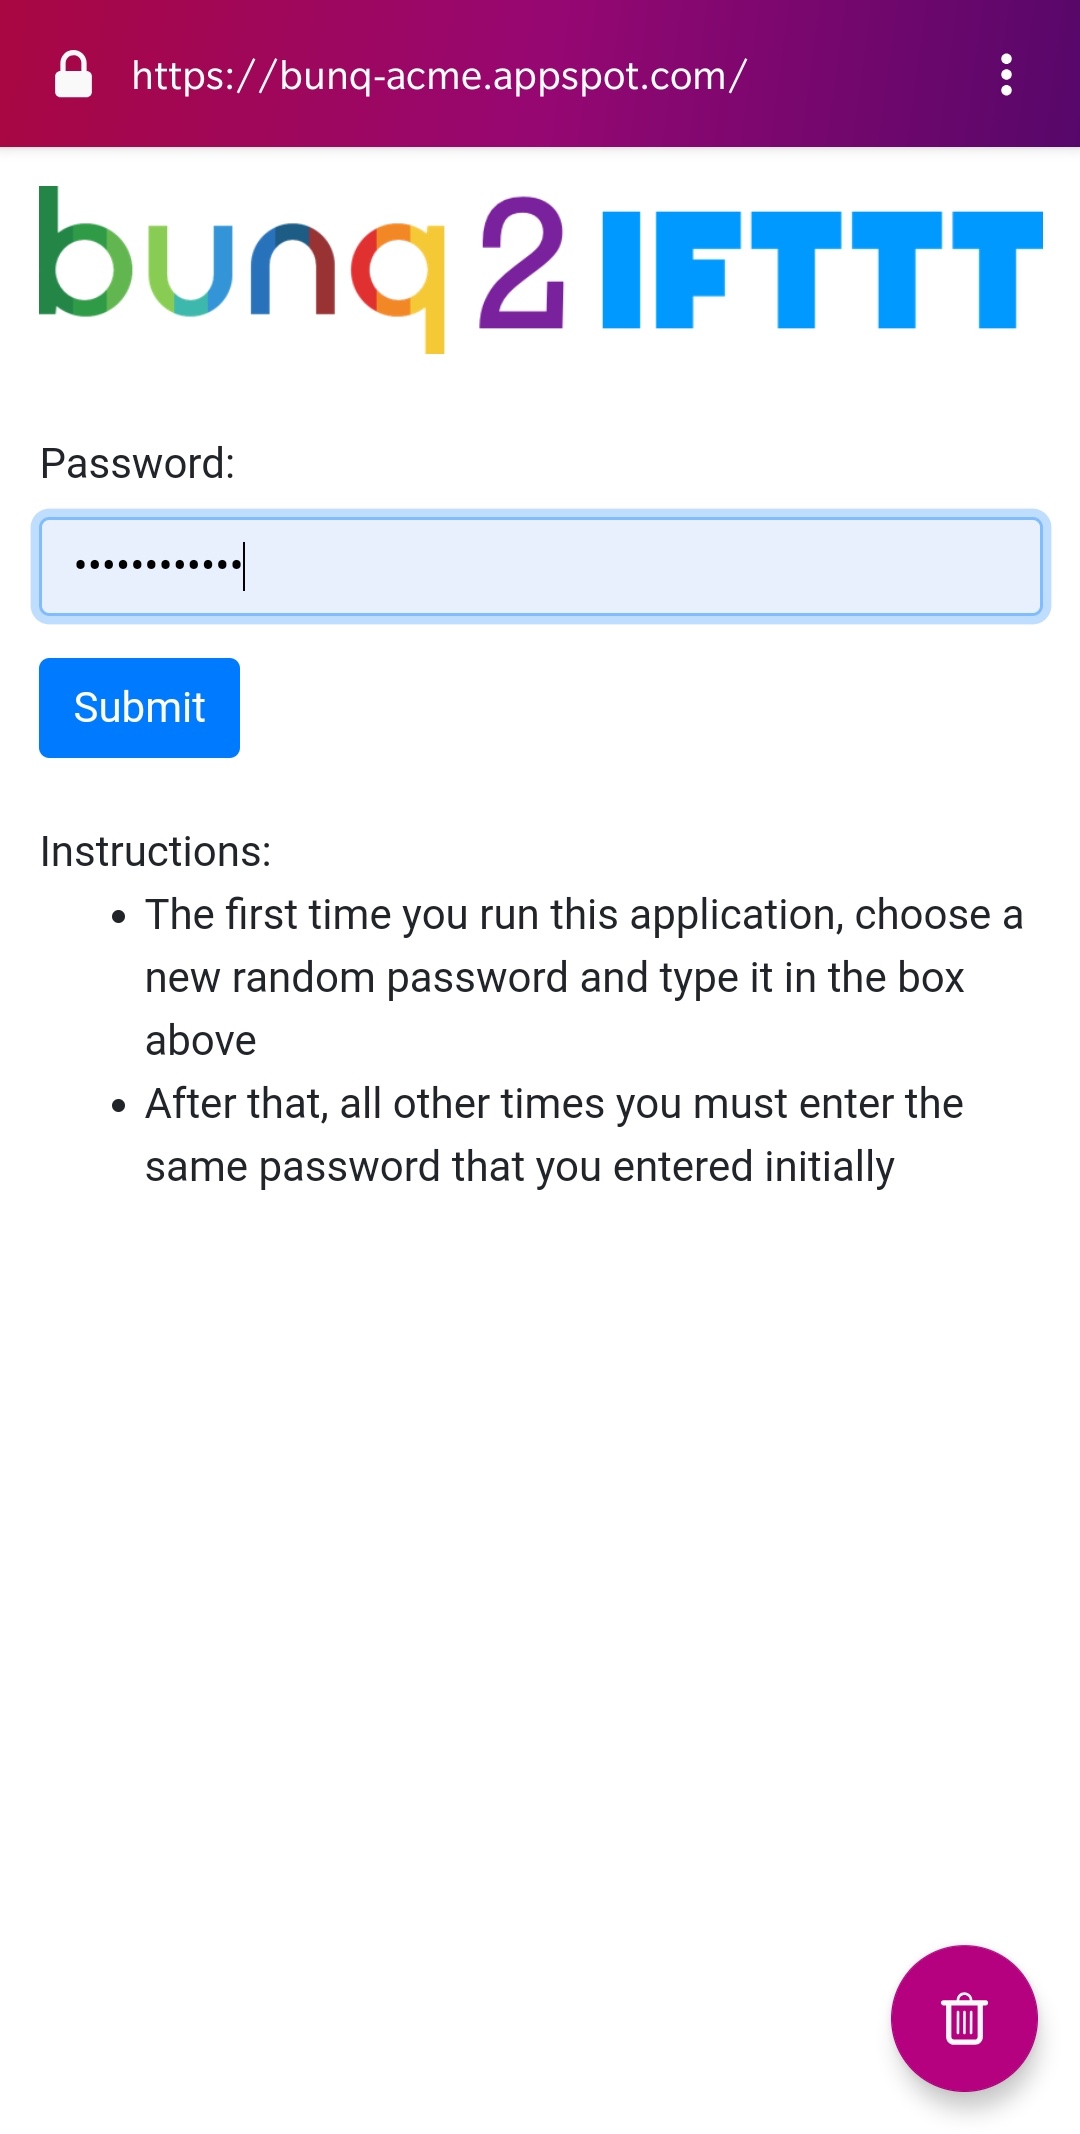 https://bunq-acme.appspot.com/
bunq 2 IFTTT
Password:
••••••••••••
Submit
Instructions:
• The first time you run this application, choose a
new random password and type it in the box
above
• After that, all other times you must enter the
same password that you entered initially